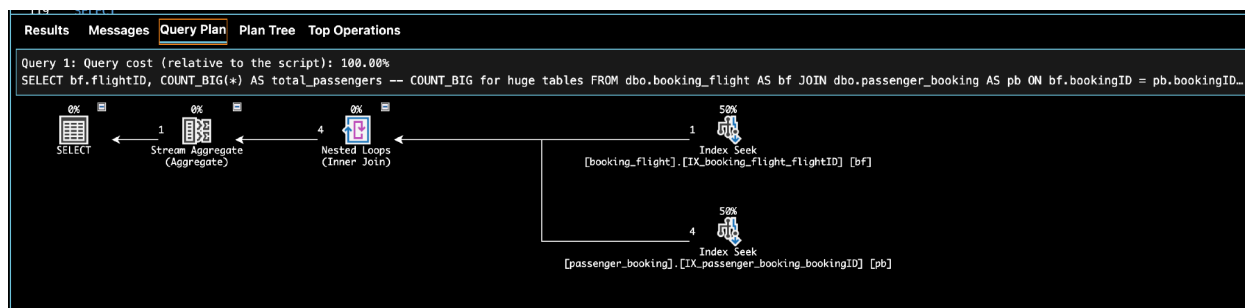 Results Messages Query Plan Plan Tree Top Operations
Query 1: Query cost (relative to the script): 100.00%
SELECT bf.flightID, COUNT_BIG(*) AS total_passengers -- COUNT_BIG for huge tables FROM dbo.booking_flight AS bf JOIN dbo.passenger_booking AS pb ON bf.bookingID = pb.bookingID…
0%
SELECT
1
0%
Stream Aggregate
(Aggregate)
4
0%
Nested Loops
(Inner Join)
1
50%
Index Seek
[booking_flight].[IX_booking_flight_flightID] [bf]
4
50%
Index Seek
[passenger_booking].[IX_passenger_booking_bookingID] [pb]